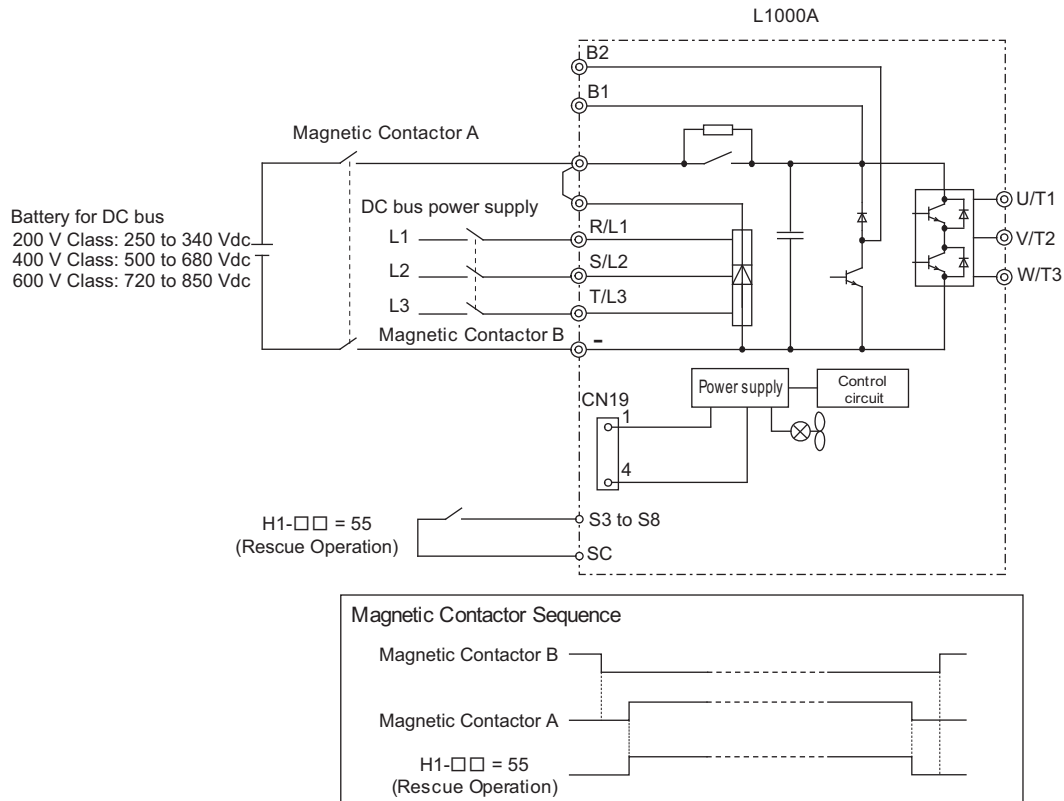 L1000A
B2
B1
Magnetic Contactor A
Battery for DC bus
200 V Class: 250 to 340 Vdc
400 V Class: 500 to 680 Vdc
600 V Class: 720 to 850 Vdc
DC bus power supply
L1
R/L1
L2
S/L2
L3
T/L3
Magnetic Contactor B
-
U/T1
V/T2
W/T3
Power supply
Control
circuit
CN19
1
4
H1-□□ = 55
(Rescue Operation)
S3 to S8
SC
Magnetic Contactor Sequence
Magnetic Contactor B
Magnetic Contactor A
H1-□□ = 55
(Rescue Operation)